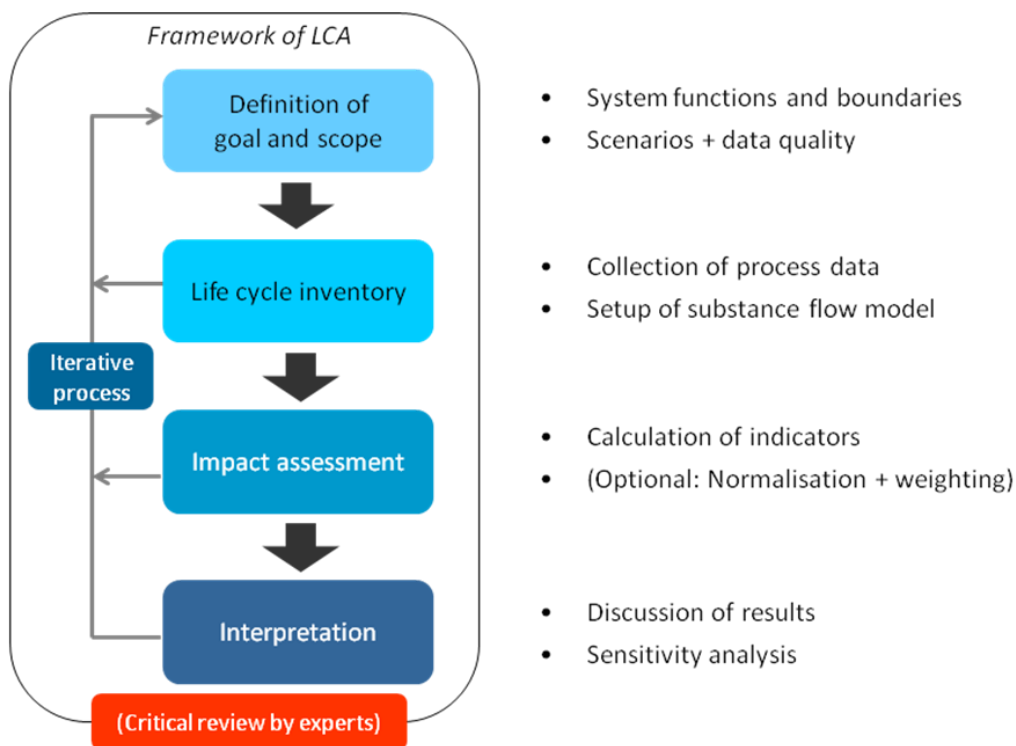 Framework of LCA
Definition of
goal and scope
• System functions and boundaries
• Scenarios + data quality
Life cycle inventory
• Collection of process data
• Setup of substance flow model
Iterative
process
Impact assessment
• Calculation of indicators
• (Optional: Normalisation + weighting)
Interpretation
• Discussion of results
• Sensitivity analysis
(Critical review by experts)